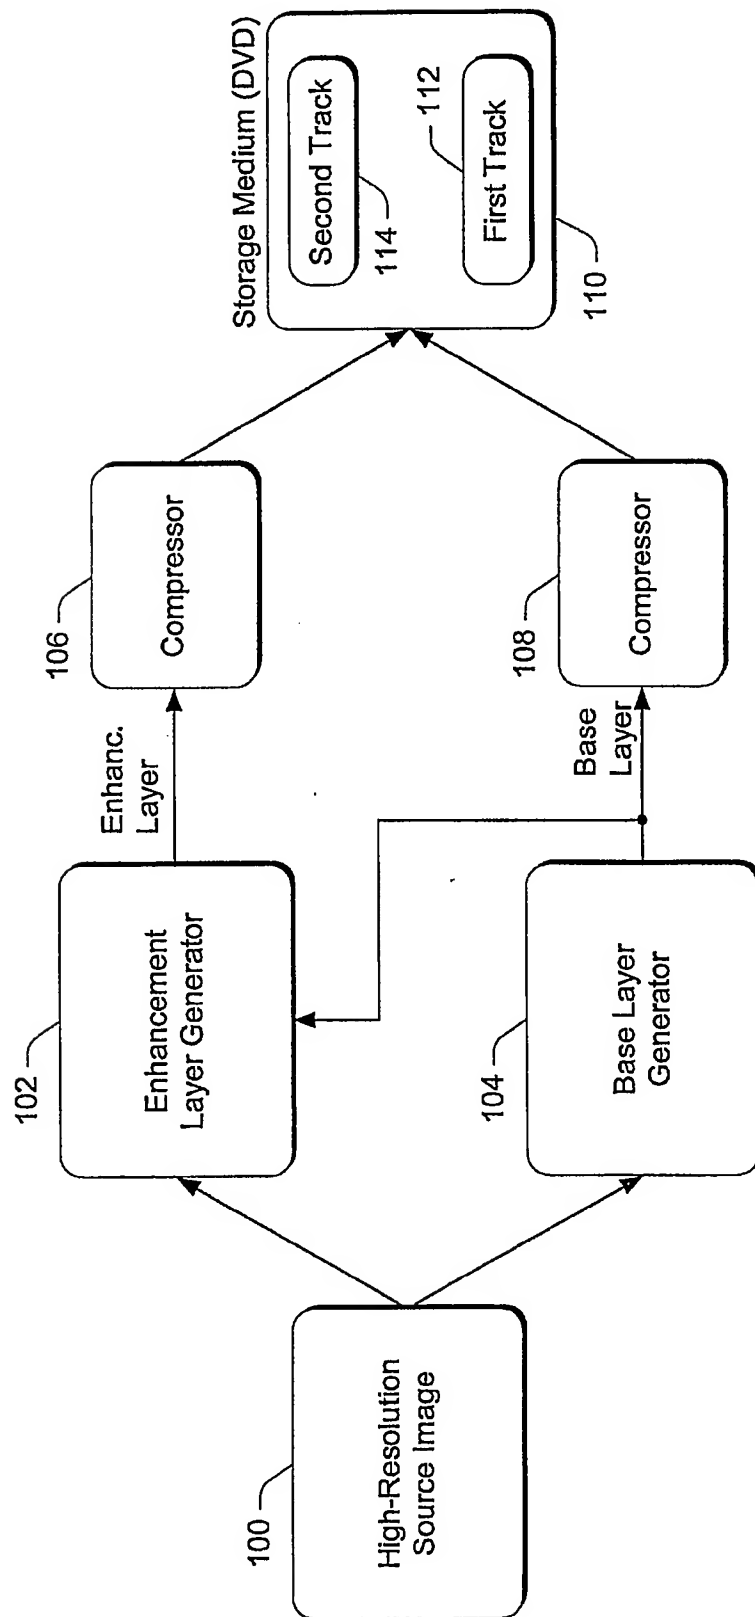 100
High-Resolution
Source Image
102
Enhancement
Layer Generator
104
Base Layer
Generator
Enhanc.
Layer
Base
Layer
106
Compressor
108
Compressor
Storage Medium (DVD)
Second Track
114
112
First Track
110